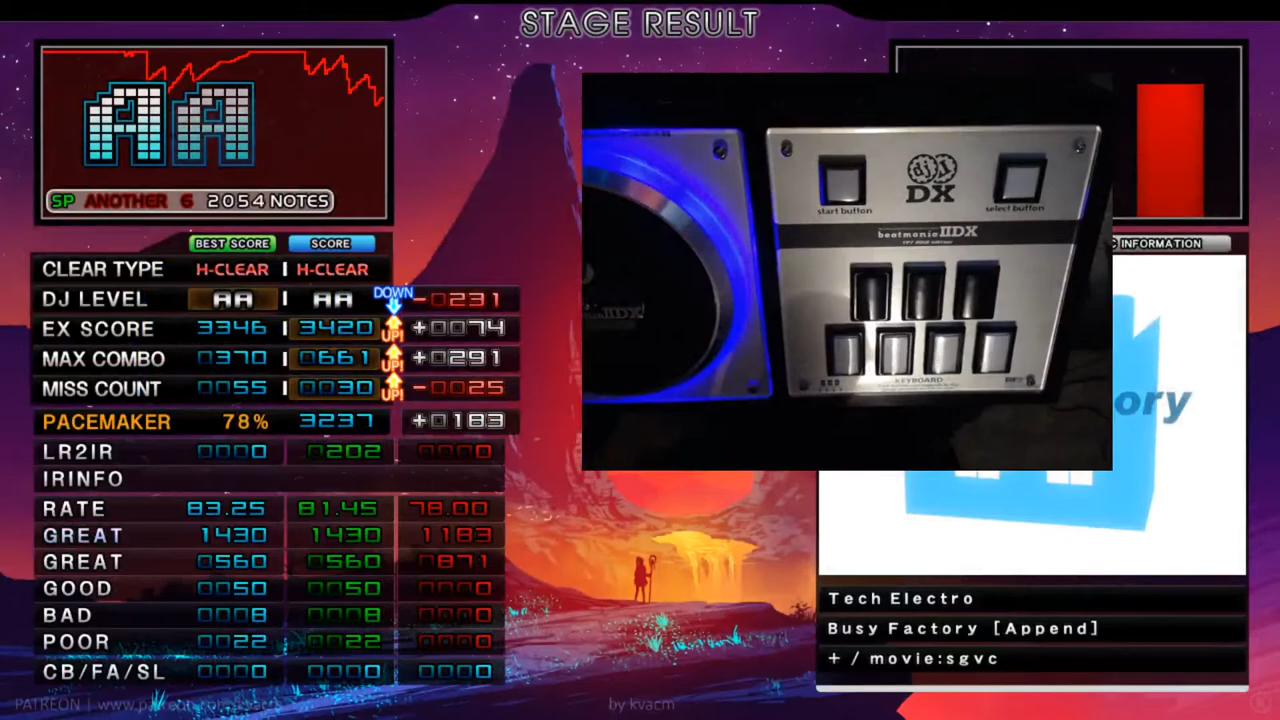 STAGE RESULT
AA
SP ANOTHER 6 2054 NOTES
BEST SCORE SCORE
CLEAR TYPE H-CLEAR H-CLEAR
DJ LEVEL AA AA DOWN -0231
EX SCORE 3346 3420 UP! +0074
MAX COMBO 0370 0661 UP! +0291
MISS COUNT 0055 0030 UP! -0025
PACEMAKER 78% 3237 +0183
LR2IR 0000 0202 0000
IRINFO
RATE 83.25 81.45 78.00
GREAT 1430 1430 1183
GREAT 0560 0560 0871
GOOD 0050 0050 0000
BAD 0008 0008 0000
POOR 0022 0022 0000
CB/FA/SL 0000 0000 0000
PATREON | www.
by kvacm
start button
dj
DX
select button
beatmania IIDX
KEYBOARD
INFORMATION
ory
Tech Electro
Busy Factory [Append]
+ / movie:sgvc